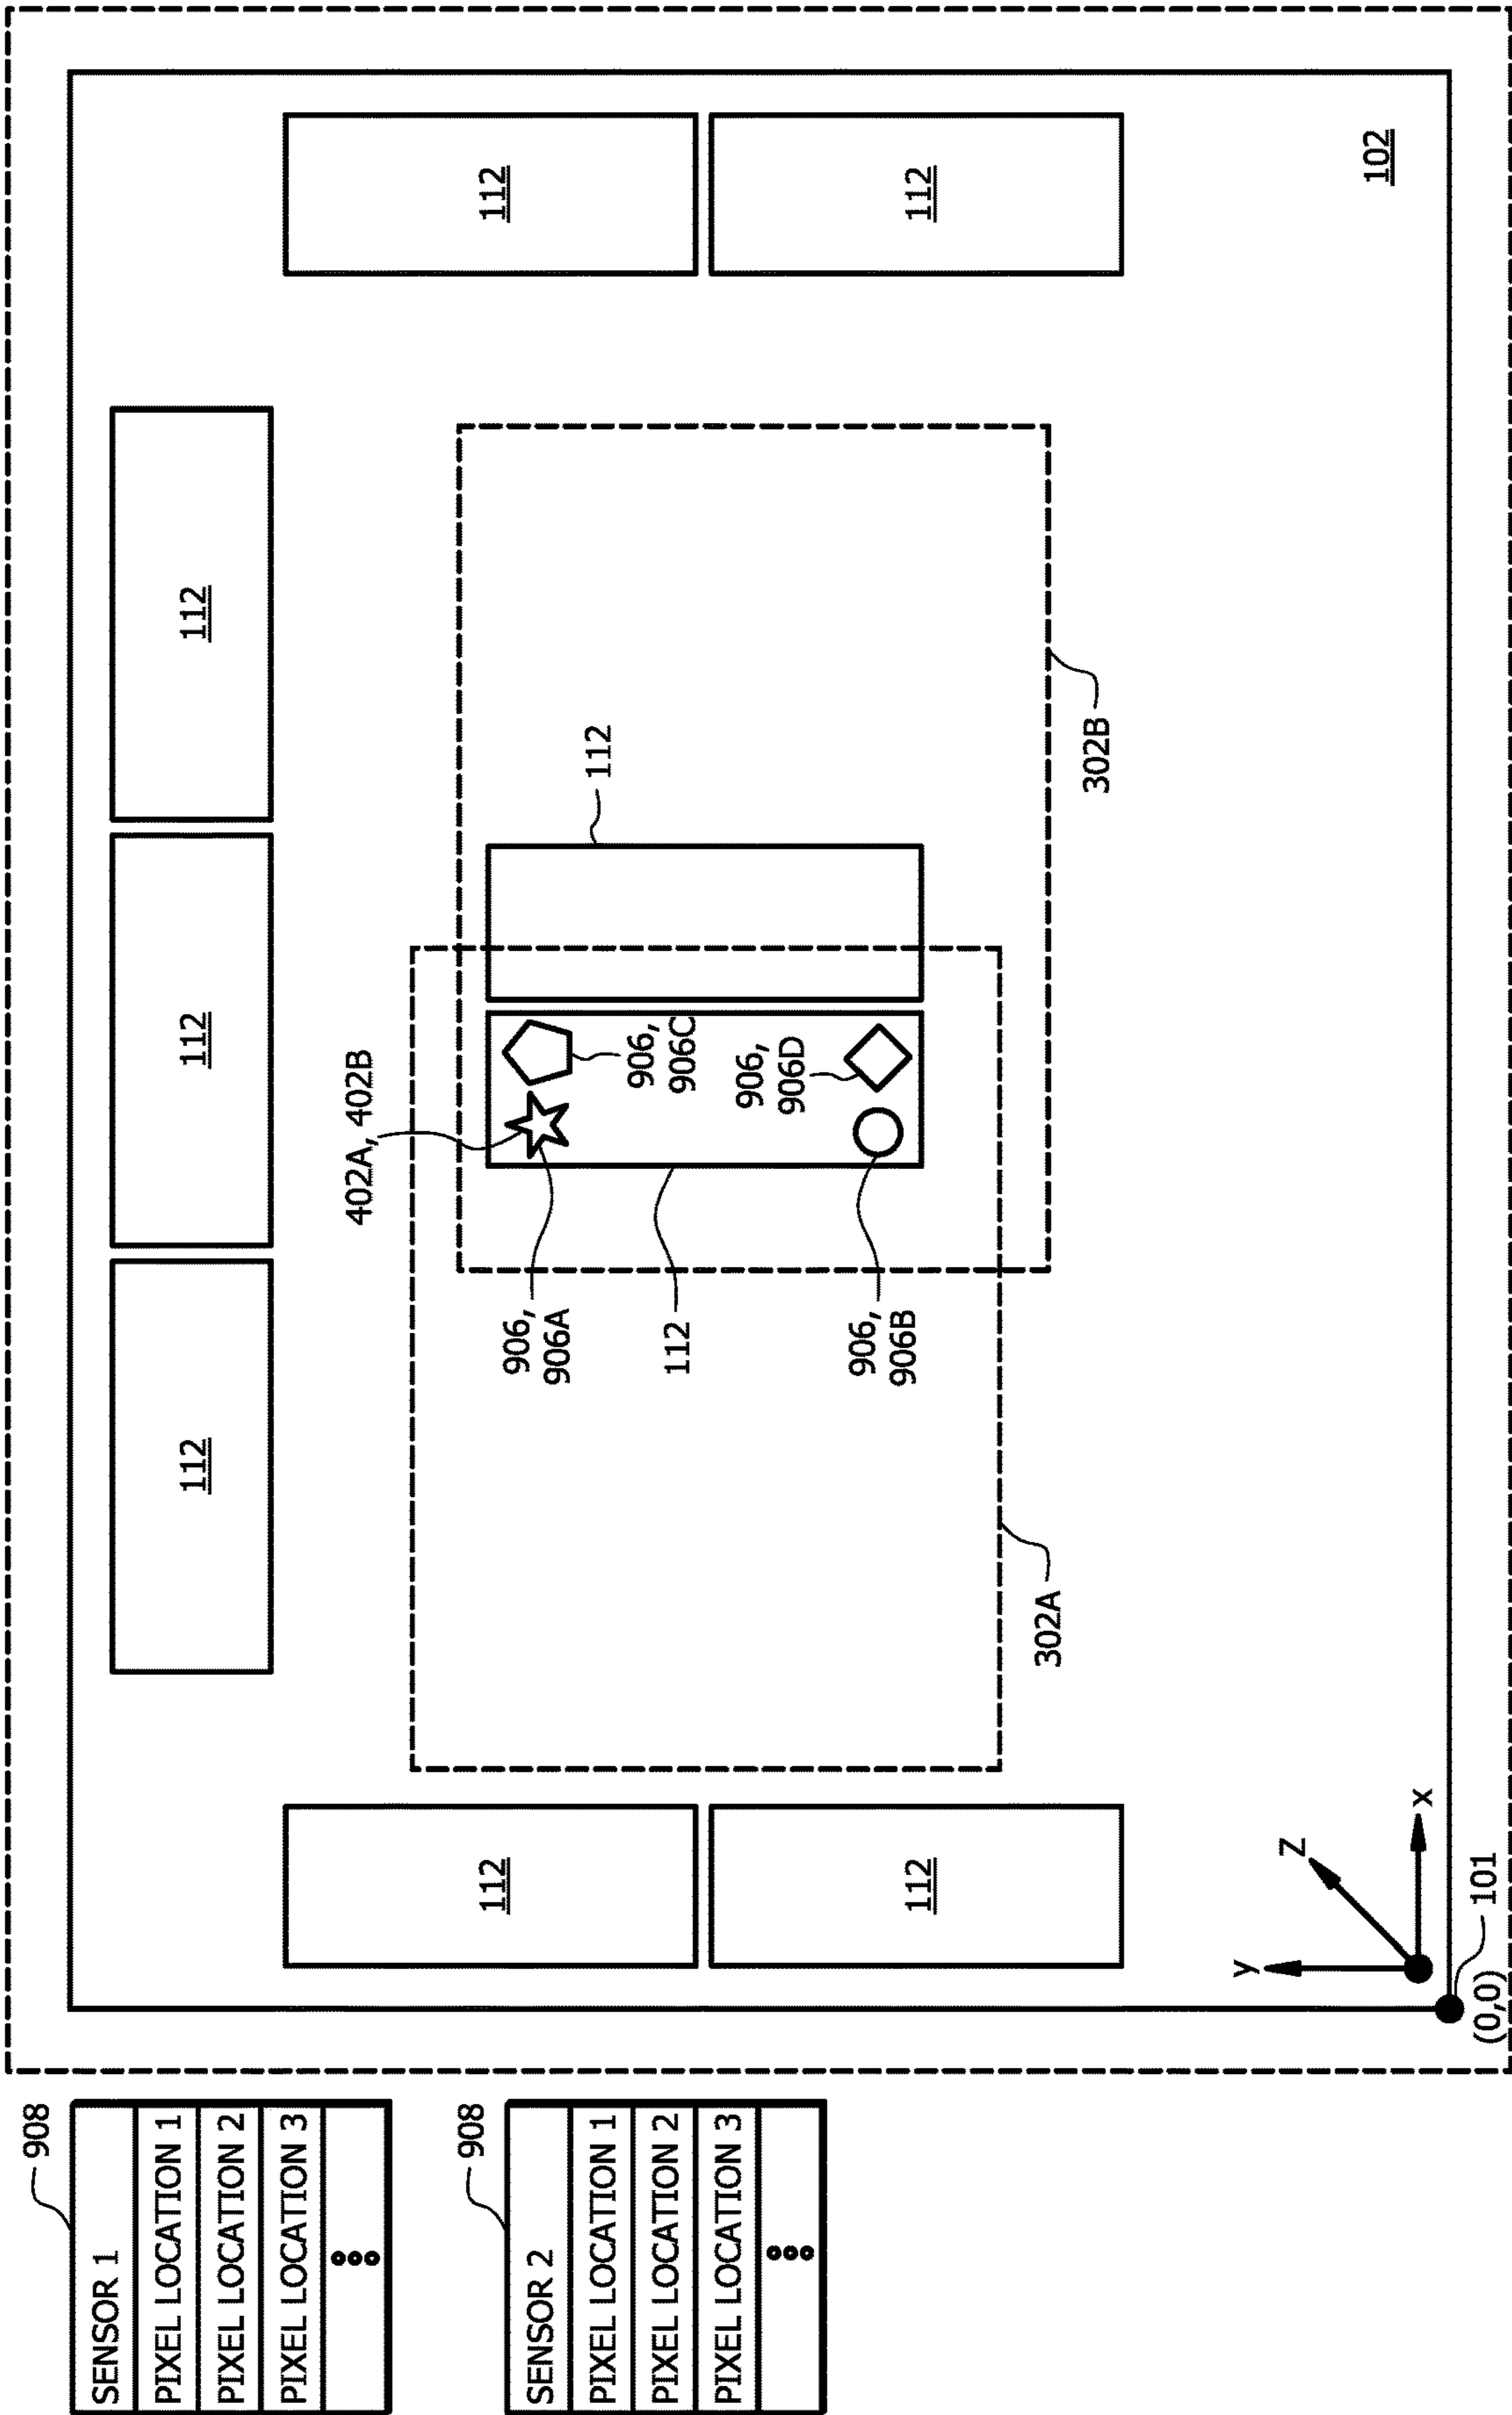 908
SENSOR 1
PIXEL LOCATION 1
PIXEL LOCATION 2
PIXEL LOCATION 3
908
SENSOR 2
PIXEL LOCATION 1
PIXEL LOCATION 2
PIXEL LOCATION 3
112
112
112
112
112
112
112
402A, 402B
906,
906A
906,
906C
112
112
906,
906D
906,
906B
302A
302B
102
y
Z
x
(0,0)
101